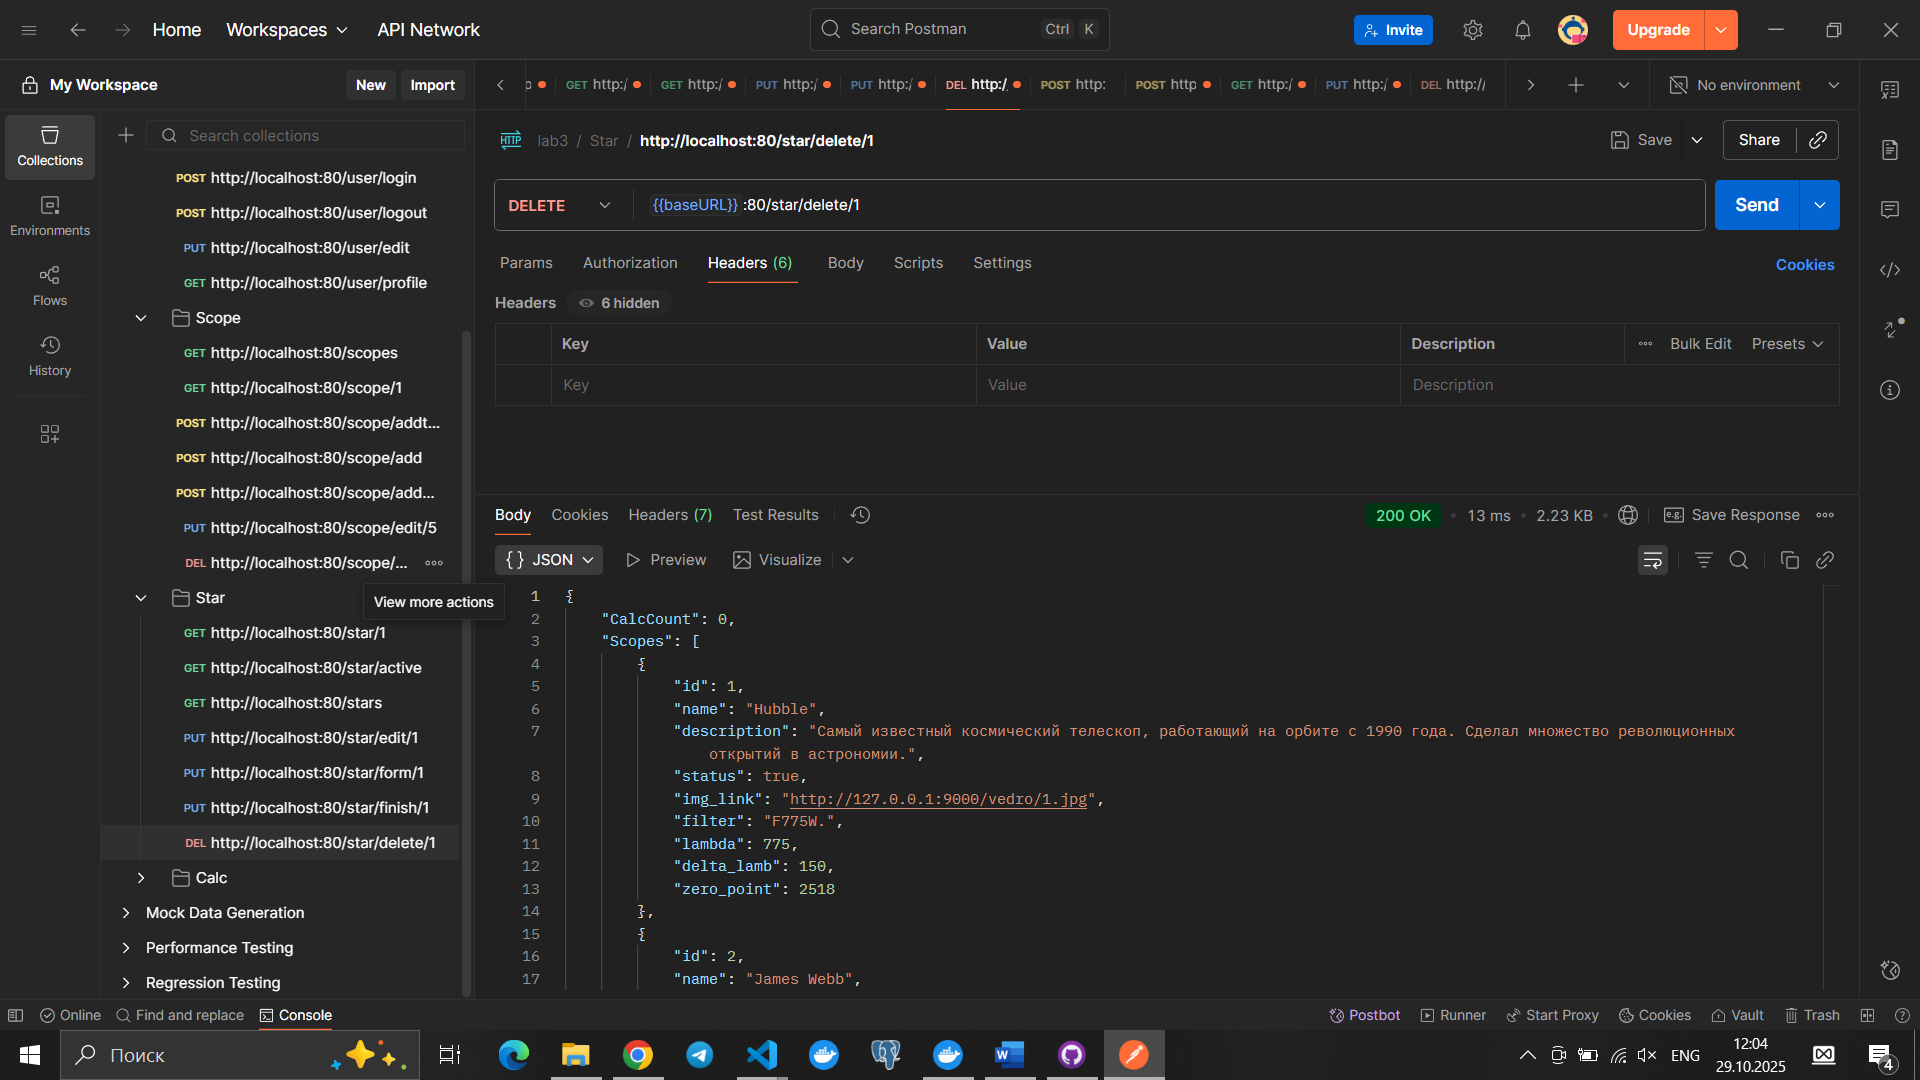 Home Workspaces API Network Search Postman Ctrl K Invite Upgrade
My Workspace New Import
GET http:/ GET http:/ PUT http:/ PUT http:/ DEL http:/ POST http: POST http GET http:/ PUT http:/ DEL http:// No environment
Collections
Environments
Flows
History
Search collections
POST http://localhost:80/user/login
POST http://localhost:80/user/logout
PUT http://localhost:80/user/edit
GET http://localhost:80/user/profile
Scope
GET http://localhost:80/scopes
GET http://localhost:80/scope/1
POST http://localhost:80/scope/addt...
POST http://localhost:80/scope/add
POST http://localhost:80/scope/add...
PUT http://localhost:80/scope/edit/5
DEL http://localhost:80/scope/...
View more actions
Star
GET http://localhost:80/star/1
GET http://localhost:80/star/active
GET http://localhost:80/stars
PUT http://localhost:80/star/edit/1
PUT http://localhost:80/star/form/1
PUT http://localhost:80/star/finish/1
DEL http://localhost:80/star/delete/1
Calc
Mock Data Generation
Performance Testing
Regression Testing
HTTP lab3 / Star / http://localhost:80/star/delete/1 Save Share
DELETE {{baseURL}} :80/star/delete/1 Send
Params Authorization Headers (6) Body Scripts Settings Cookies
Headers 6 hidden
Key Value Description Bulk Edit Presets
Key Value Description
Body Cookies Headers (7) Test Results 200 OK 13 ms 2.23 KB e.g. Save Response
{} JSON Preview Visualize
1 {
2 "CalcCount": 0,
3 "Scopes": [
4 {
5 "id": 1,
6 "name": "Hubble",
7 "description": "Самый известный космический телескоп, работающий на орбите с 1990 года. Сделал множество революционных
открытий в астрономии.",
8 "status": true,
9 "img_link": "http://127.0.0.1:9000/vedro/1.jpg",
10 "filter": "F775W.",
11 "lambda": 775,
12 "delta_lamb": 150,
13 "zero_point": 2518
14 },
15 {
16 "id": 2,
17 "name": "James Webb",
Online Find and replace Console Postbot Runner Start Proxy Cookies Vault Trash
Поиск ENG 12:04 4
29.10.2025